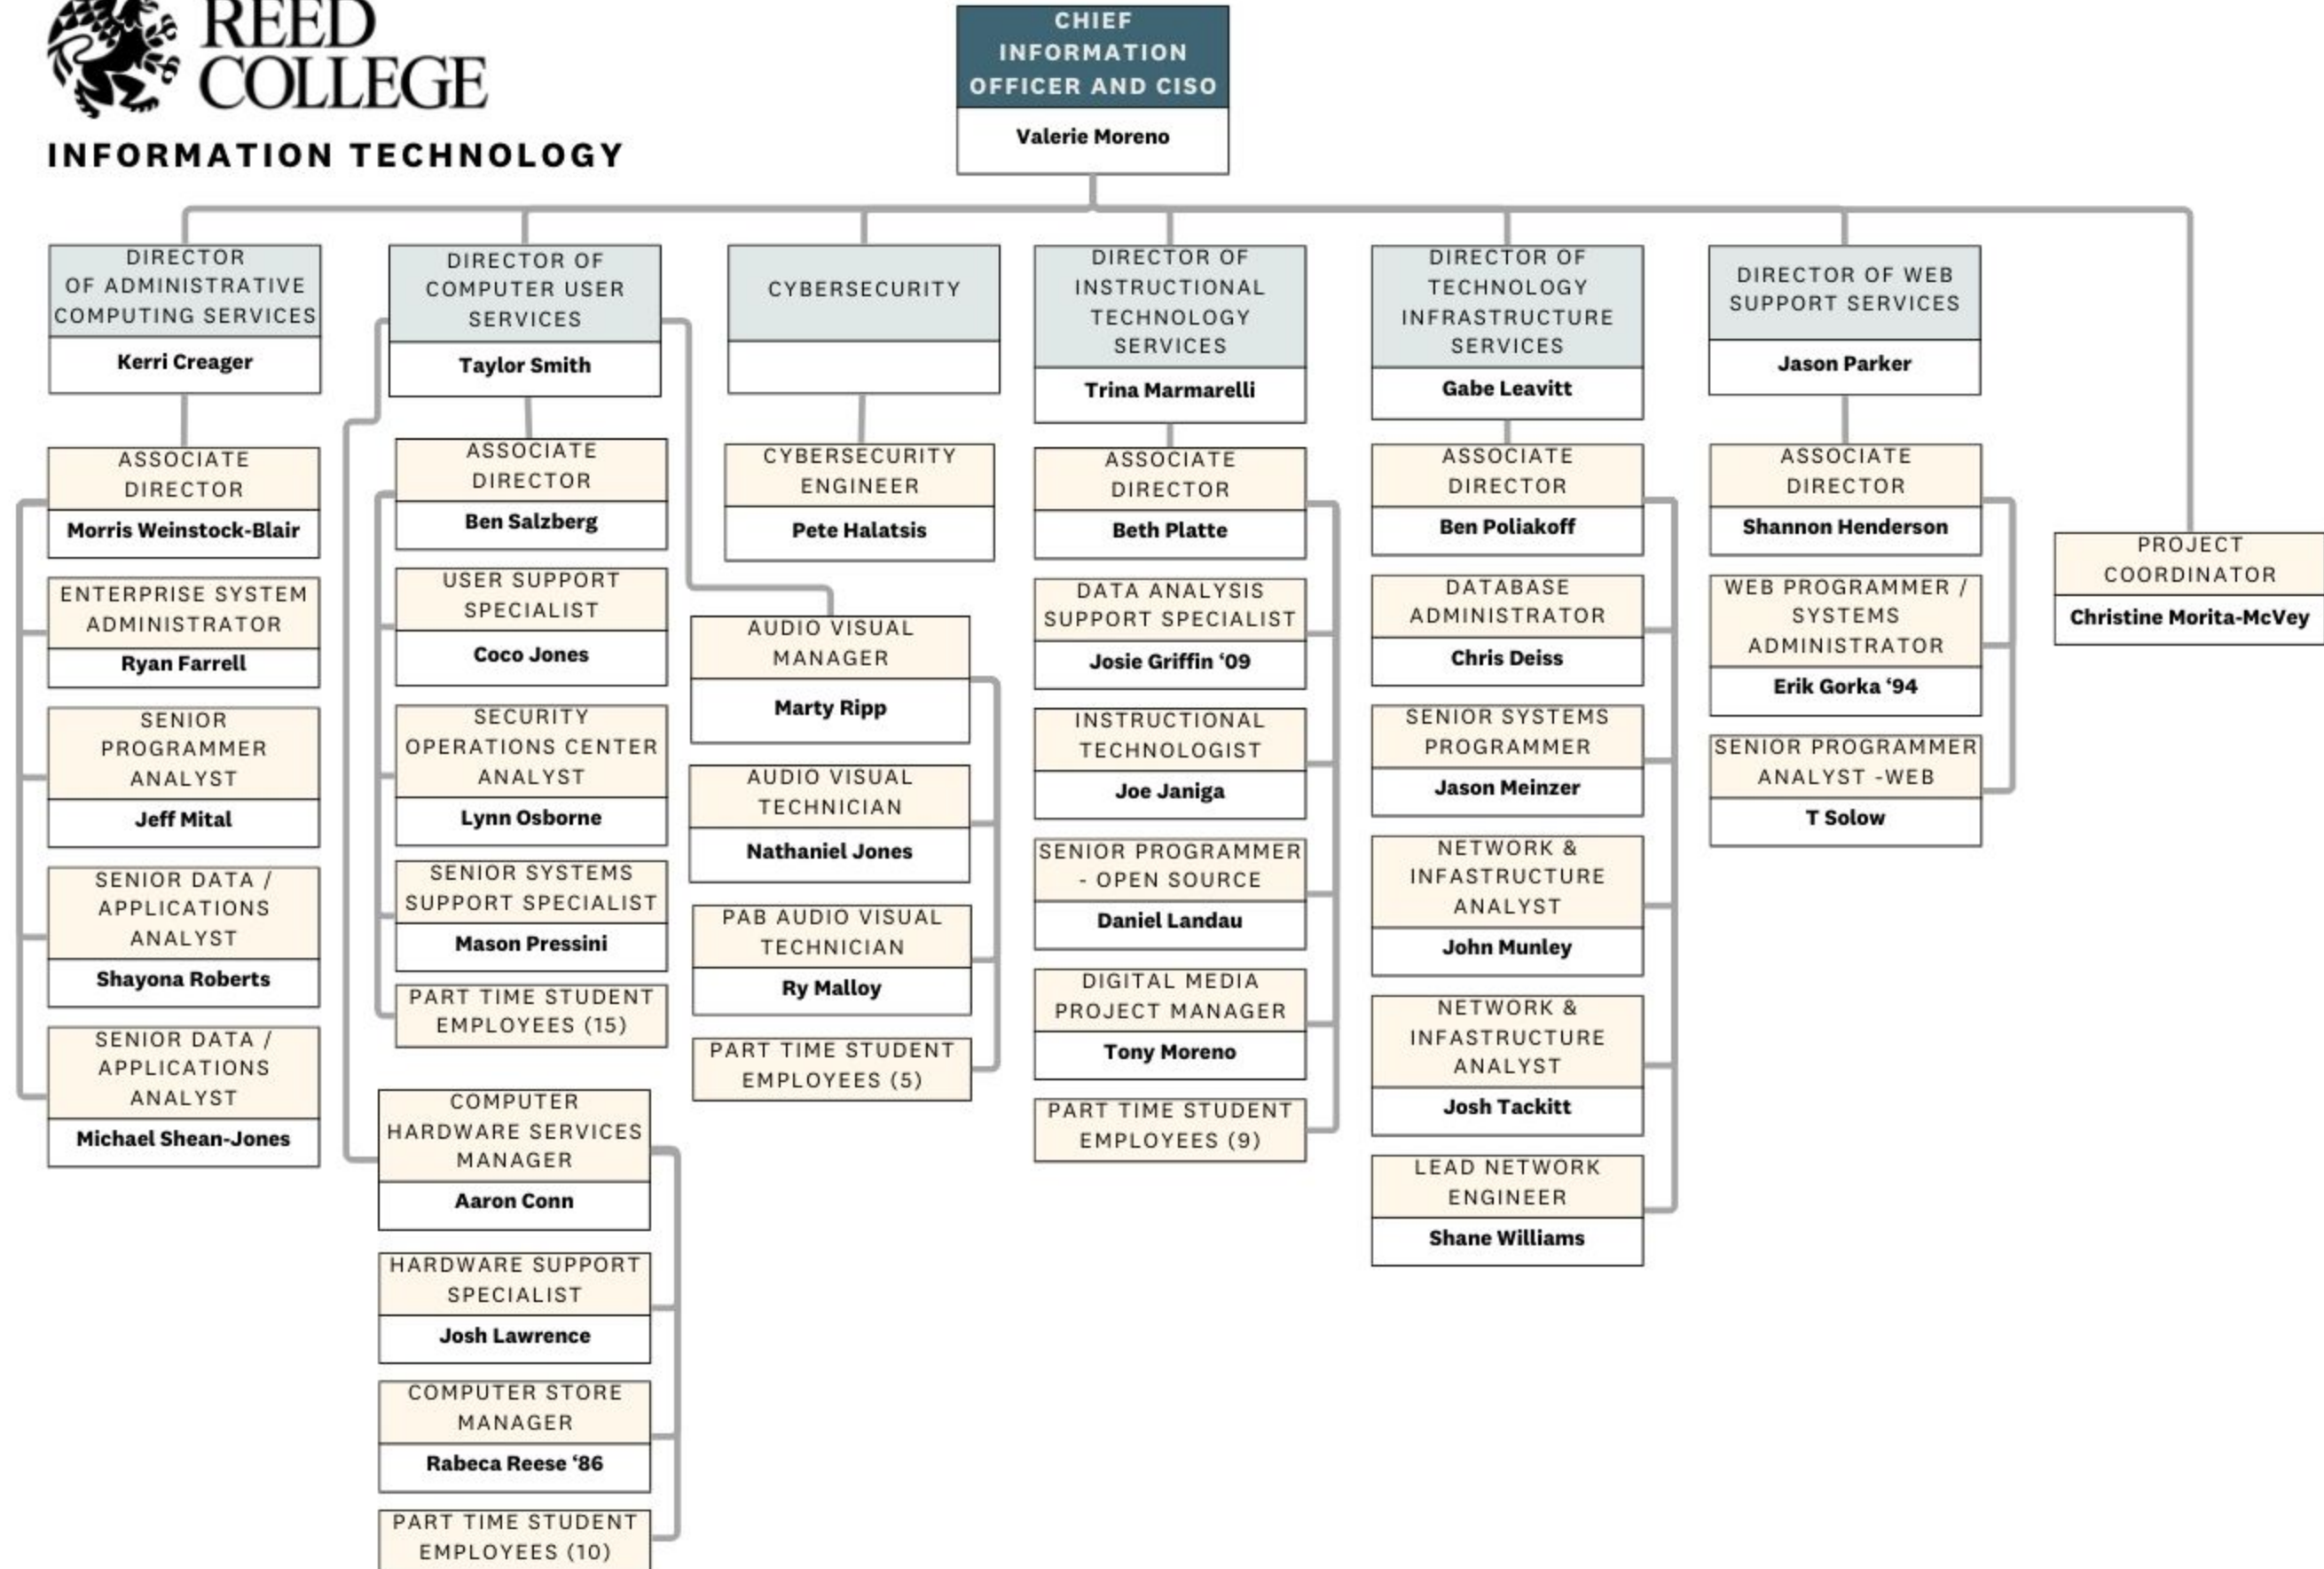 REED
COLLEGE
INFORMATION TECHNOLOGY
CHIEF
INFORMATION
OFFICER AND CISO
Valerie Moreno
DIRECTOR
OF ADMINISTRATIVE
COMPUTING SERVICES
Kerri Creager
ASSOCIATE
DIRECTOR
Morris Weinstock-Blair
ENTERPRISE SYSTEM
ADMINISTRATOR
Ryan Farrell
SENIOR
PROGRAMMER
ANALYST
Jeff Mital
SENIOR DATA /
APPLICATIONS
ANALYST
Shayona Roberts
SENIOR DATA /
APPLICATIONS
ANALYST
Michael Shean-Jones
DIRECTOR OF
COMPUTER USER
SERVICES
Taylor Smith
ASSOCIATE
DIRECTOR
Ben Salzberg
USER SUPPORT
SPECIALIST
Coco Jones
SECURITY
OPERATIONS CENTER
ANALYST
Lynn Osborne
SENIOR SYSTEMS
SUPPORT SPECIALIST
Mason Pressini
PART TIME STUDENT
EMPLOYEES (15)
COMPUTER
HARDWARE SERVICES
MANAGER
Aaron Conn
HARDWARE SUPPORT
SPECIALIST
Josh Lawrence
COMPUTER STORE
MANAGER
Rabeca Reese ‘86
PART TIME STUDENT
EMPLOYEES (10)
AUDIO VISUAL
MANAGER
Marty Ripp
AUDIO VISUAL
TECHNICIAN
Nathaniel Jones
PAB AUDIO VISUAL
TECHNICIAN
Ry Malloy
PART TIME STUDENT
EMPLOYEES (5)
CYBERSECURITY
CYBERSECURITY
ENGINEER
Pete Halatsis
DIRECTOR OF
INSTRUCTIONAL
TECHNOLOGY
SERVICES
Trina Marmarelli
ASSOCIATE
DIRECTOR
Beth Platte
DATA ANALYSIS
SUPPORT SPECIALIST
Josie Griffin ‘09
INSTRUCTIONAL
TECHNOLOGIST
Joe Janiga
SENIOR PROGRAMMER
- OPEN SOURCE
Daniel Landau
DIGITAL MEDIA
PROJECT MANAGER
Tony Moreno
PART TIME STUDENT
EMPLOYEES (9)
DIRECTOR OF
TECHNOLOGY
INFRASTRUCTURE
SERVICES
Gabe Leavitt
ASSOCIATE
DIRECTOR
Ben Poliakoff
DATABASE
ADMINISTRATOR
Chris Deiss
SENIOR SYSTEMS
PROGRAMMER
Jason Meinzer
NETWORK &
INFASTRUCTURE
ANALYST
John Munley
NETWORK &
INFASTRUCTURE
ANALYST
Josh Tackitt
LEAD NETWORK
ENGINEER
Shane Williams
DIRECTOR OF WEB
SUPPORT SERVICES
Jason Parker
ASSOCIATE
DIRECTOR
Shannon Henderson
WEB PROGRAMMER /
SYSTEMS
ADMINISTRATOR
Erik Gorka ‘94
SENIOR PROGRAMMER
ANALYST -WEB
T Solow
PROJECT
COORDINATOR
Christine Morita-McVey